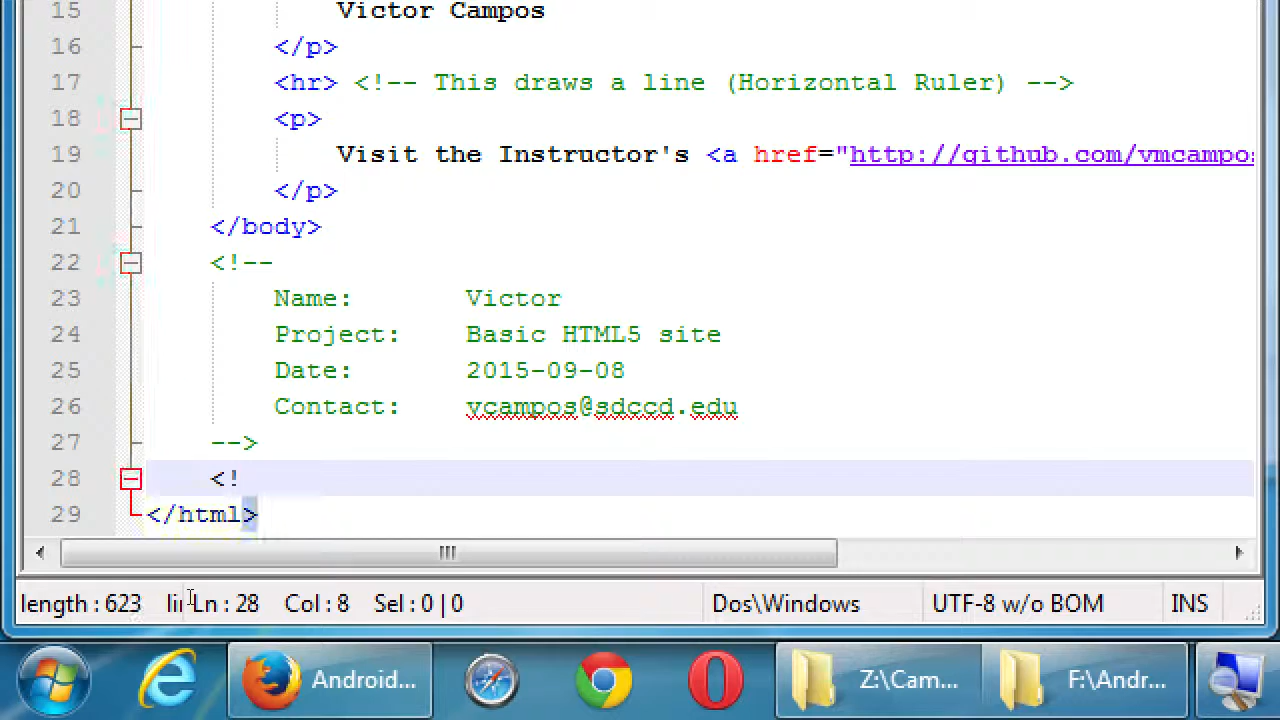 15 Victor Campos
16 </p>
17 <hr> <!-- This draws a line (Horizontal Ruler) -->
18 <p>
19 Visit the Instructor's <a href="http://github.com/vmcampos
20 </p>
21 </body>
22 <!--
23 Name: Victor
24 Project: Basic HTML5 site
25 Date: 2015-09-08
26 Contact: vcampos@sdccd.edu
27 -->
28 <!
29 </html>
length : 623 lin Ln : 28 Col : 8 Sel : 0 | 0 Dos\Windows UTF-8 w/o BOM INS
Android... Z:\Cam... F:\Andr...